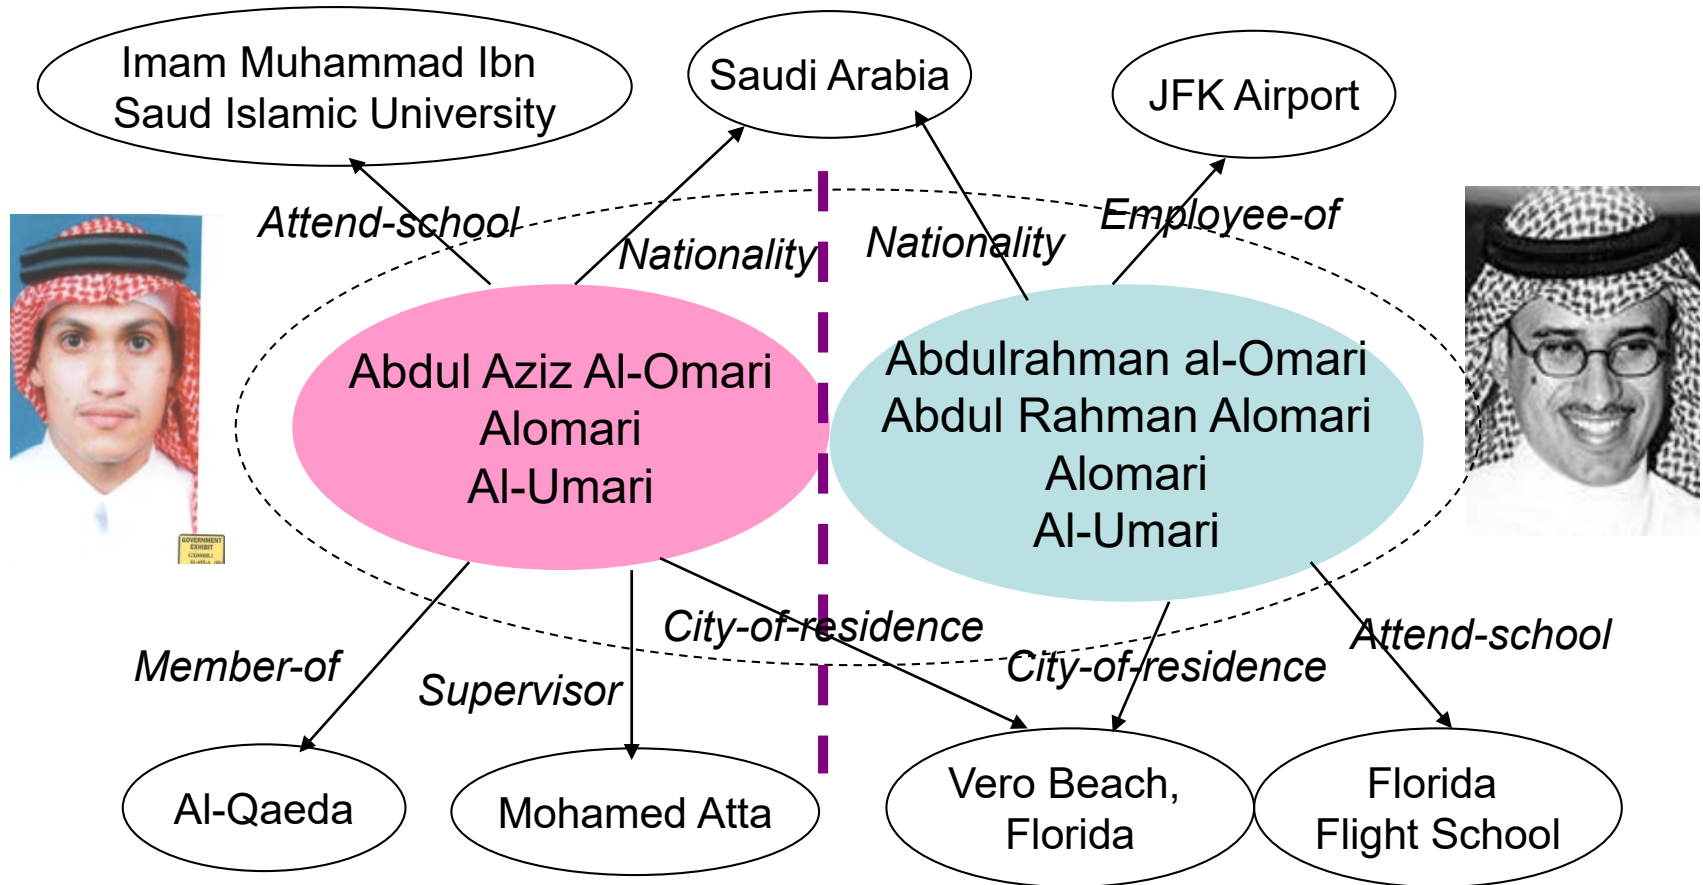 Imam Muhammad Ibn
Saud Islamic University
Saudi Arabia
JFK Airport
Attend-school
Nationality
Nationality
Employee-of
Abdul Aziz Al-Omari
Alomari
Al-Umari
Abdulrahman al-Omari
Abdul Rahman Alomari
Alomari
Al-Umari
GOVERNMENT
EXHIBIT
Member-of
Supervisor
City-of-residence
City-of-residence
Attend-school
Al-Qaeda
Mohamed Atta
Vero Beach,
Florida
Florida
Flight School